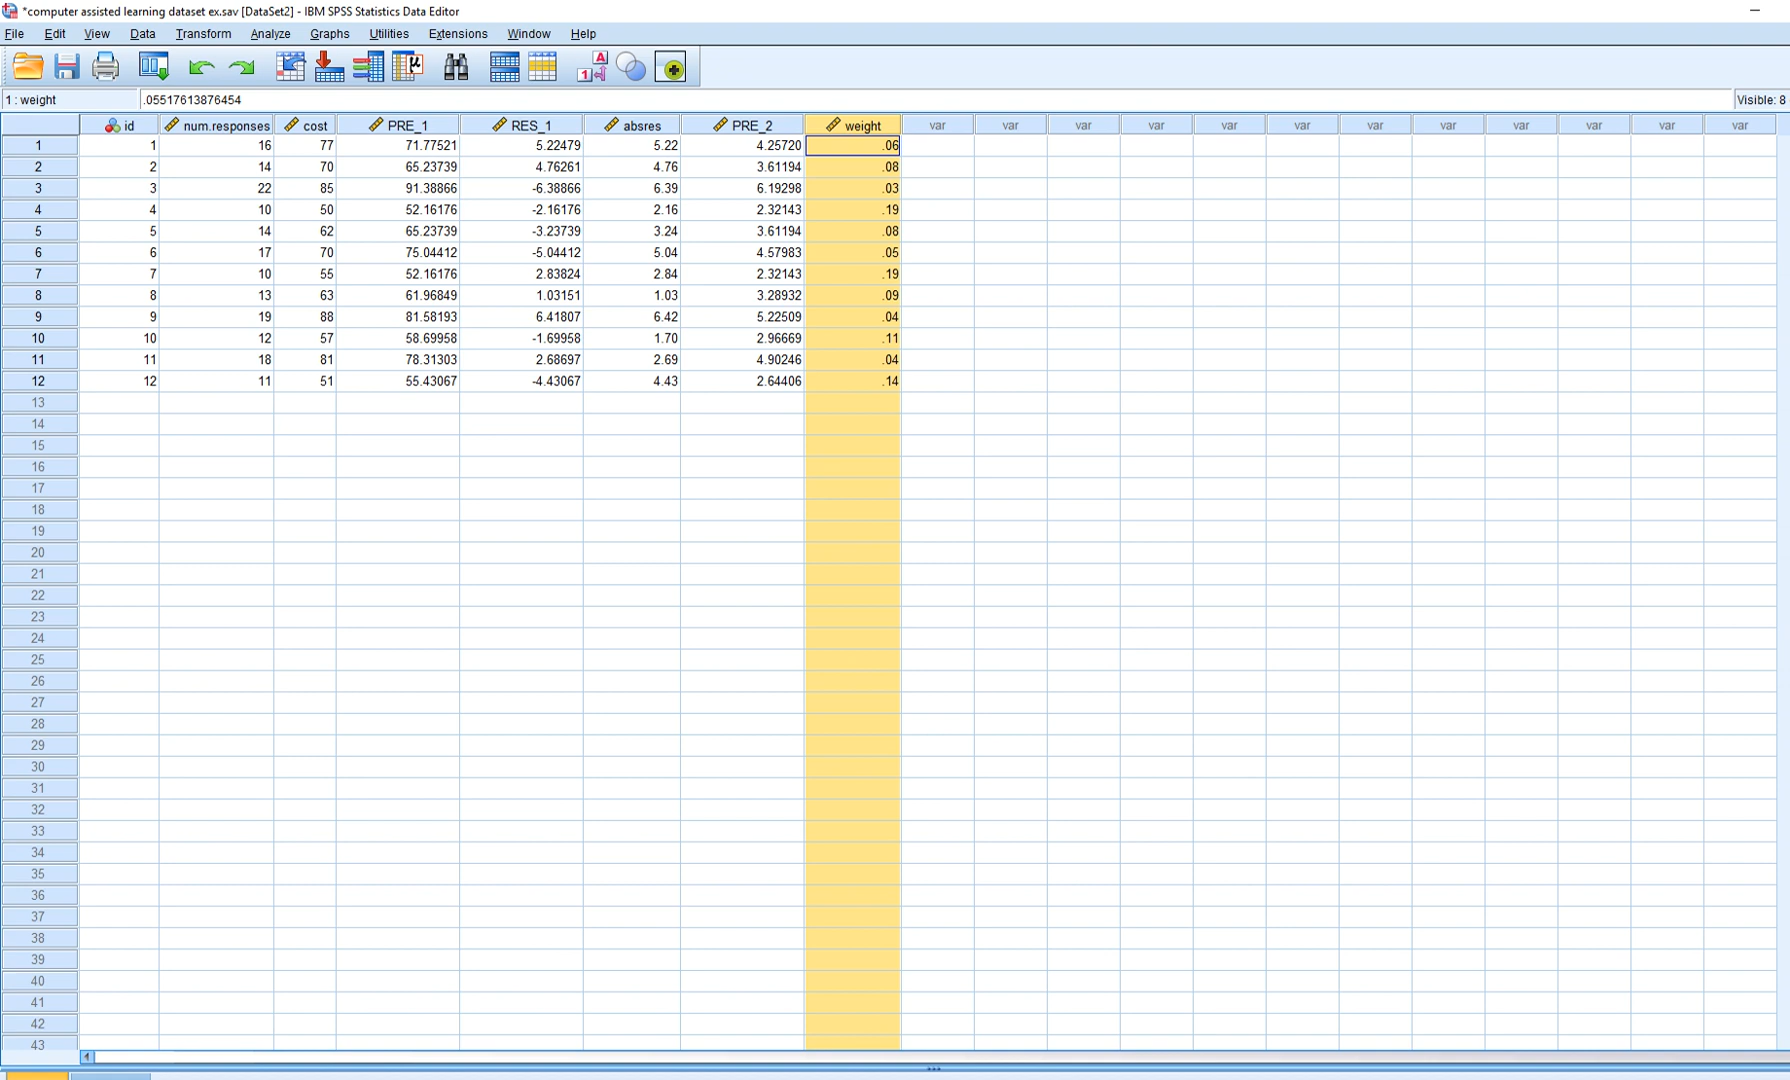 *computer assisted learning dataset ex.sav [DataSet2] - IBM SPSS Statistics Data Editor
File Edit View Data Transform Analyze Graphs Utilities Extensions Window Help
1 : weight .05517613876454 Visible: 8
id num.responses cost PRE_1 RES_1 absres PRE_2 weight var var var var var var var var var var var var
1 1 16 77 71.77521 5.22479 5.22 4.25720 .06
2 2 14 70 65.23739 4.76261 4.76 3.61194 .08
3 3 22 85 91.38866 -6.38866 6.39 6.19298 .03
4 4 10 50 52.16176 -2.16176 2.16 2.32143 .19
5 5 14 62 65.23739 -3.23739 3.24 3.61194 .08
6 6 17 70 75.04412 -5.04412 5.04 4.57983 .05
7 7 10 55 52.16176 2.83824 2.84 2.32143 .19
8 8 13 63 61.96849 1.03151 1.03 3.28932 .09
9 9 19 88 81.58193 6.41807 6.42 5.22509 .04
10 10 12 57 58.69958 -1.69958 1.70 2.96669 .11
11 11 18 81 78.31303 2.68697 2.69 4.90246 .04
12 12 11 51 55.43067 -4.43067 4.43 2.64406 .14
13
14
15
16
17
18
19
20
21
22
23
24
25
26
27
28
29
30
31
32
33
34
35
36
37
38
39
40
41
42
43